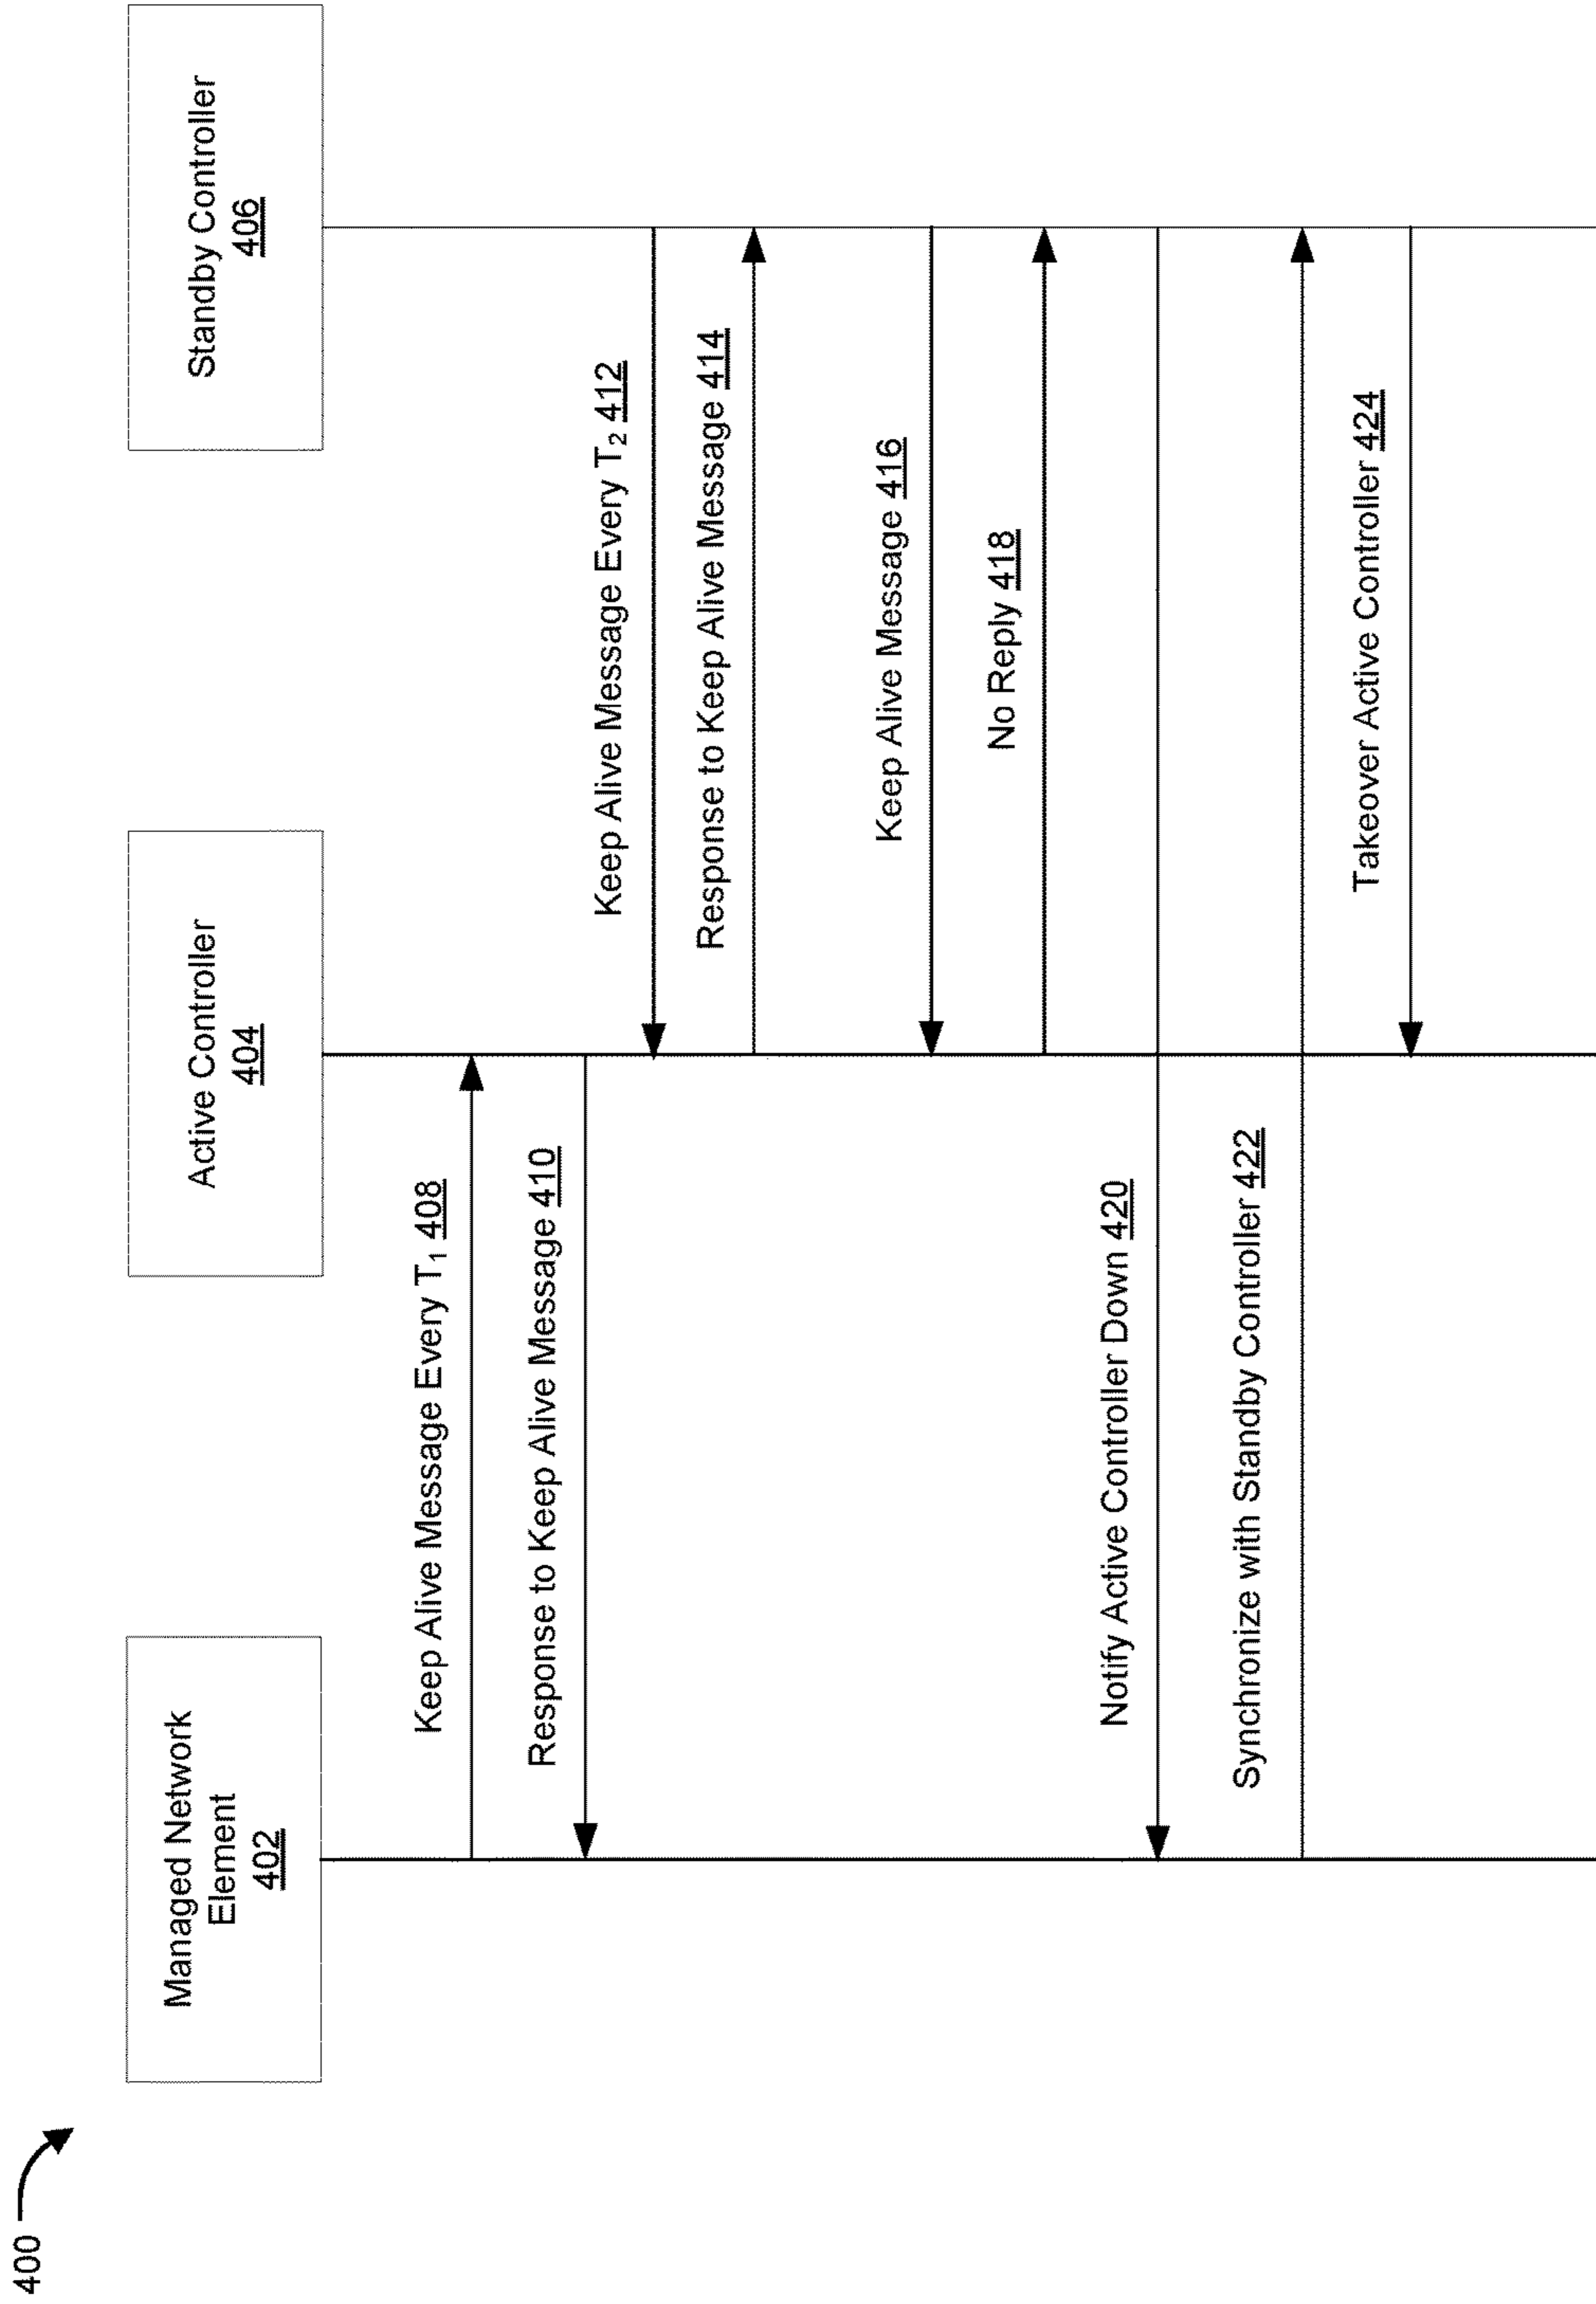 400
Managed Network
Element
402
Active Controller
404
Standby Controller
406
Keep Alive Message Every T₁ 408
Response to Keep Alive Message 410
Keep Alive Message Every T₂ 412
Response to Keep Alive Message 414
Keep Alive Message 416
No Reply 418
Notify Active Controller Down 420
Synchronize with Standby Controller 422
Takeover Active Controller 424